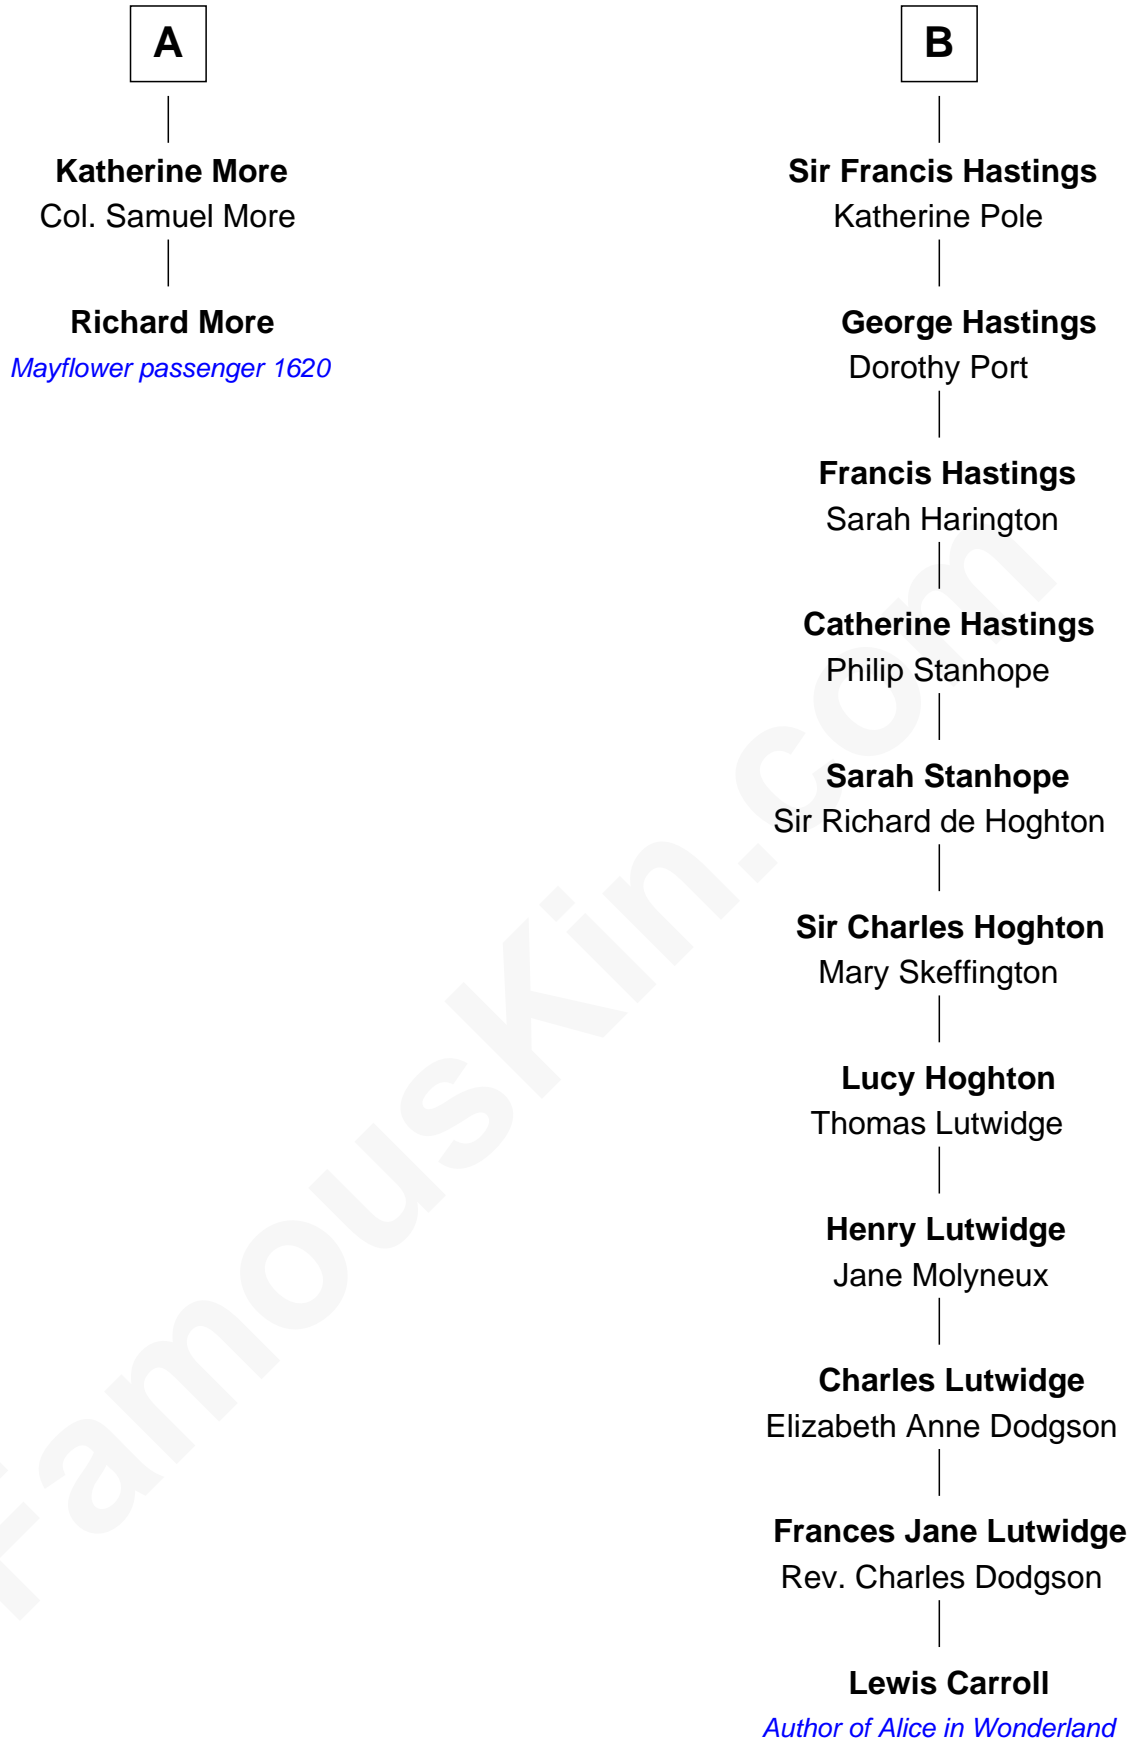 A
Katherine More
Col. Samuel More
Richard More
Mayflower passenger 1620
B
Sir Francis Hastings
Katherine Pole
George Hastings
Dorothy Port
Francis Hastings
Sarah Harington
Catherine Hastings
Philip Stanhope
Sarah Stanhope
Sir Richard de Hoghton
Sir Charles Hoghton
Mary Skeffington
Lucy Hoghton
Thomas Lutwidge
Henry Lutwidge
Jane Molyneux
Charles Lutwidge
Elizabeth Anne Dodgson
Frances Jane Lutwidge
Rev. Charles Dodgson
Lewis Carroll
Author of Alice in Wonderland
FamousKin.com